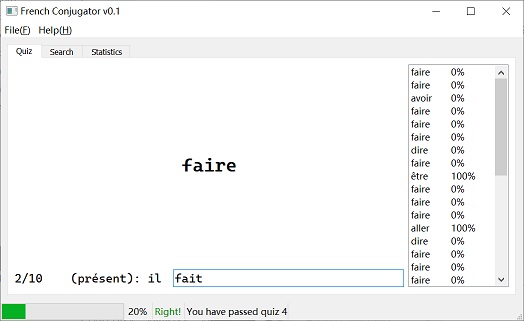 French Conjugator v0.1
File(F) Help(H)
Quiz Search Statistics
faire
2/10 (présent): il fait
faire 0%
faire 0%
avoir 0%
faire 0%
faire 0%
faire 0%
dire 0%
faire 0%
être 100%
faire 0%
faire 0%
faire 0%
aller 100%
dire 0%
faire 0%
faire 0%
faire 0%
20% Right! You have passed quiz 4